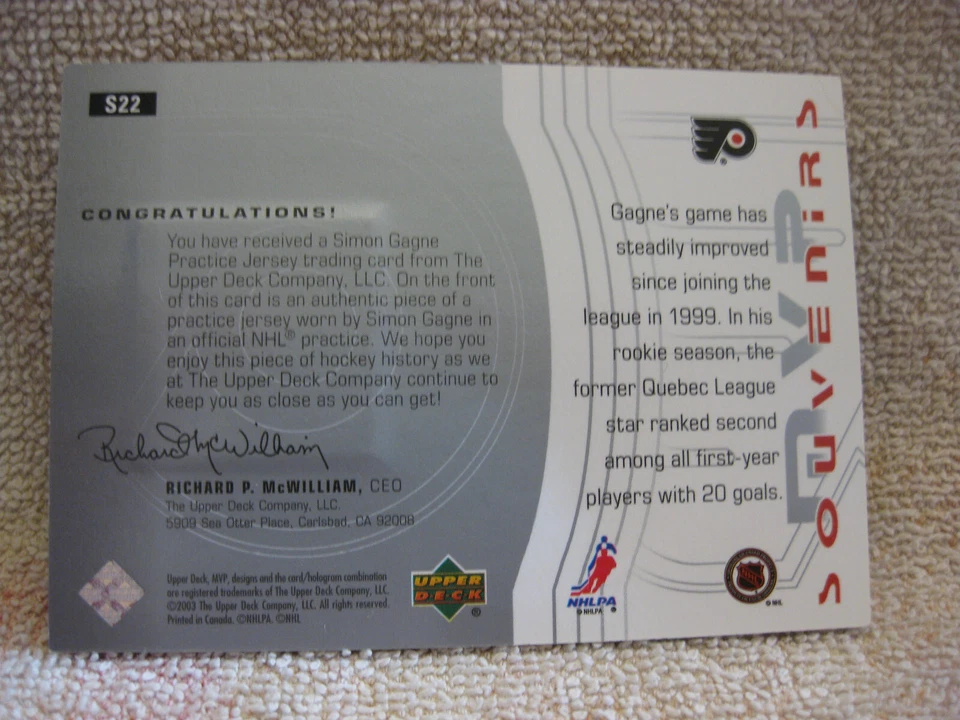 S22
CONGRATULATIONS!
You have received a Simon Gagne
Practice Jersey trading card from The
Upper Deck Company, LLC. On the front
of this card is an authentic piece of a
practice jersey worn by Simon Gagne in
an official NHL® practice. We hope you
enjoy this piece of hockey history as we
at The Upper Deck Company continue to
keep you as close as you can get!
Richard P. McWilliam
RICHARD P. McWILLIAM, CEO
The Upper Deck Company, LLC.
5909 Sea Otter Place, Carlsbad, CA 92008
Upper Deck, MVP, designs and the card/hologram combination
are registered trademarks of The Upper Deck Company, LLC.
©2003 The Upper Deck Company, LLC. All rights reserved.
Printed in Canada. ©NHLPA. ©NHL
UPPER
DECK
®
®
Gagne's game has
steadily improved
since joining the
league in 1999. In his
rookie season, the
former Quebec League
star ranked second
among all first-year
players with 20 goals.
NHLPA
©NHLPA
NHL
©NHL
MVP
SOUVENIRS